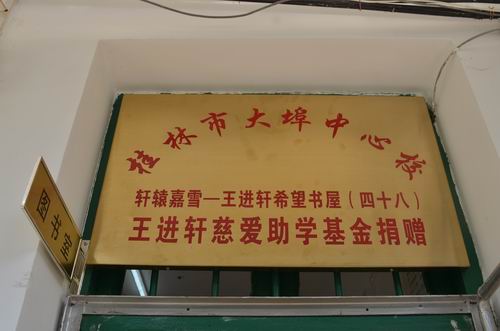 桂林市大埠中心校
轩辕嘉雪—王进轩希望书屋(四十八)
王进轩慈爱助学基金捐赠
图书室